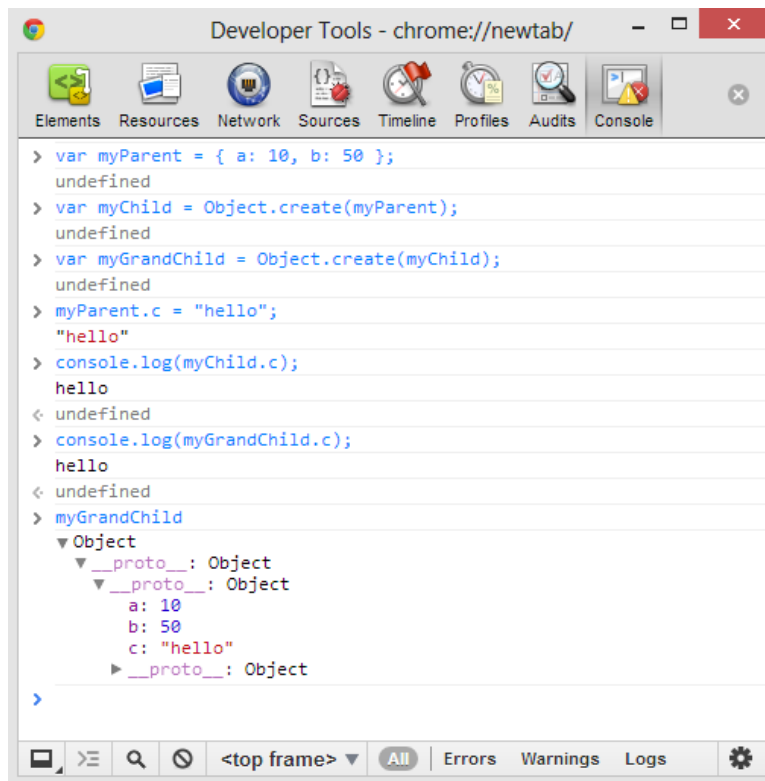 Developer Tools - chrome://newtab/
Elements Resources Network Sources Timeline Profiles Audits Console
> var myParent = { a: 10, b: 50 };
undefined
> var myChild = Object.create(myParent);
undefined
> var myGrandChild = Object.create(myChild);
undefined
> myParent.c = "hello";
"hello"
> console.log(myChild.c);
hello
undefined
> console.log(myGrandChild.c);
hello
undefined
> myGrandChild
▼ Object
▼ __proto__: Object
▼ __proto__: Object
a: 10
b: 50
c: "hello"
▶ __proto__: Object
>
<top frame> ▼ All Errors Warnings Logs